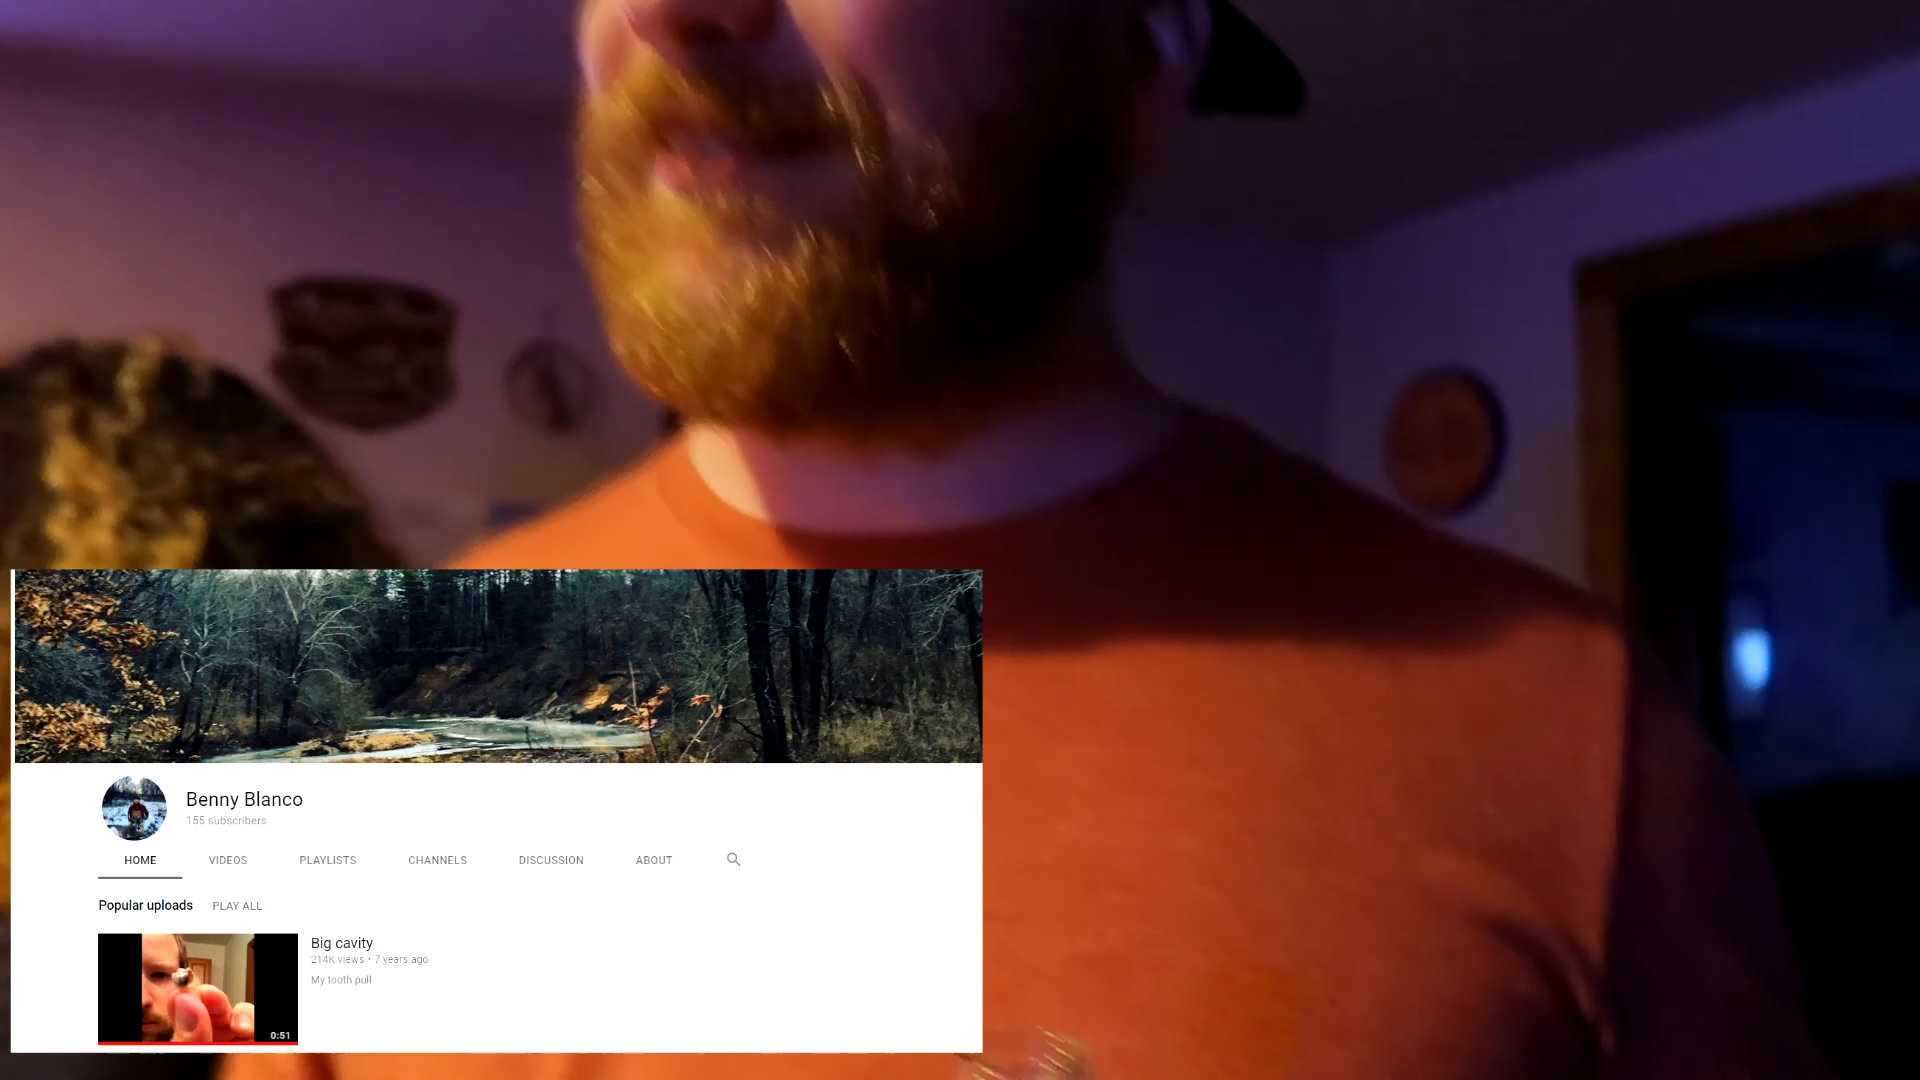 Benny Blanco
155 subscribers
HOME VIDEOS PLAYLISTS CHANNELS DISCUSSION ABOUT
Popular uploads PLAY ALL
Big cavity
214K views • 7 years ago
My tooth pull
0:51